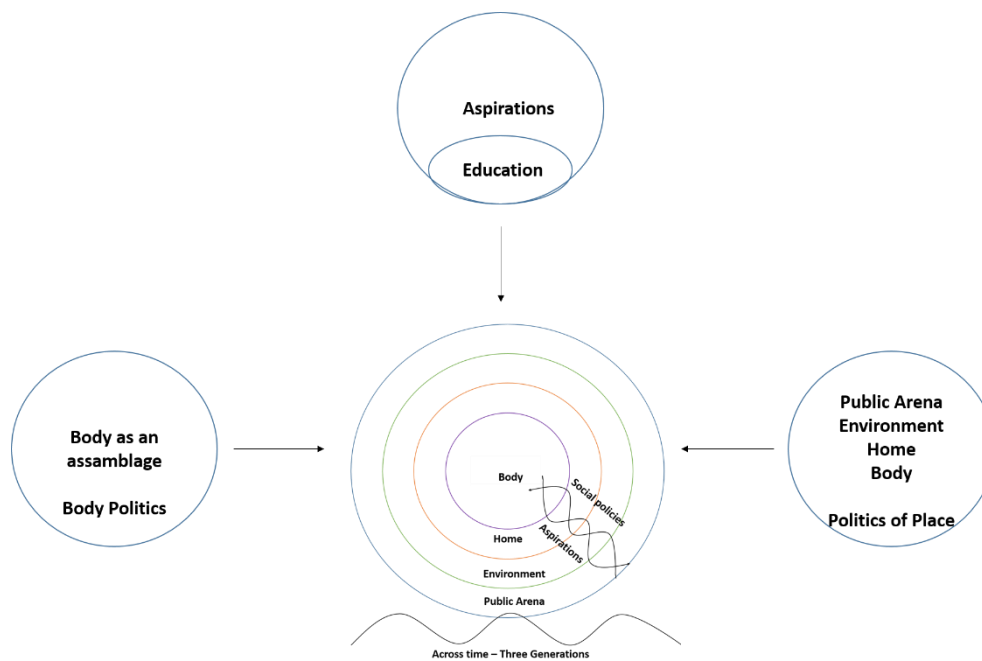 Aspirations
Education
Body as an
assamblage
Body Politics
Public Arena
Environment
Home
Body
Politics of Place
Body
Social policies
Aspirations
Home
Environment
Public Arena
Across time – Three Generations